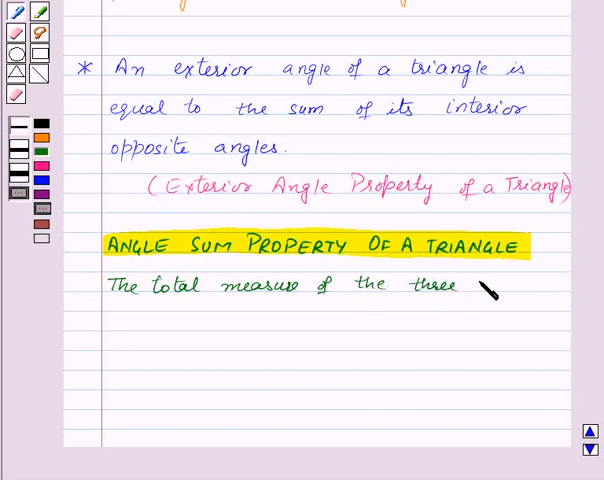 * An exterior angle of a triangle is
equal to the sum of its interior
opposite angles.
(Exterior Angle Property of a Triangle)
ANGLE SUM PROPERTY OF A TRIANGLE
The total measure of the three